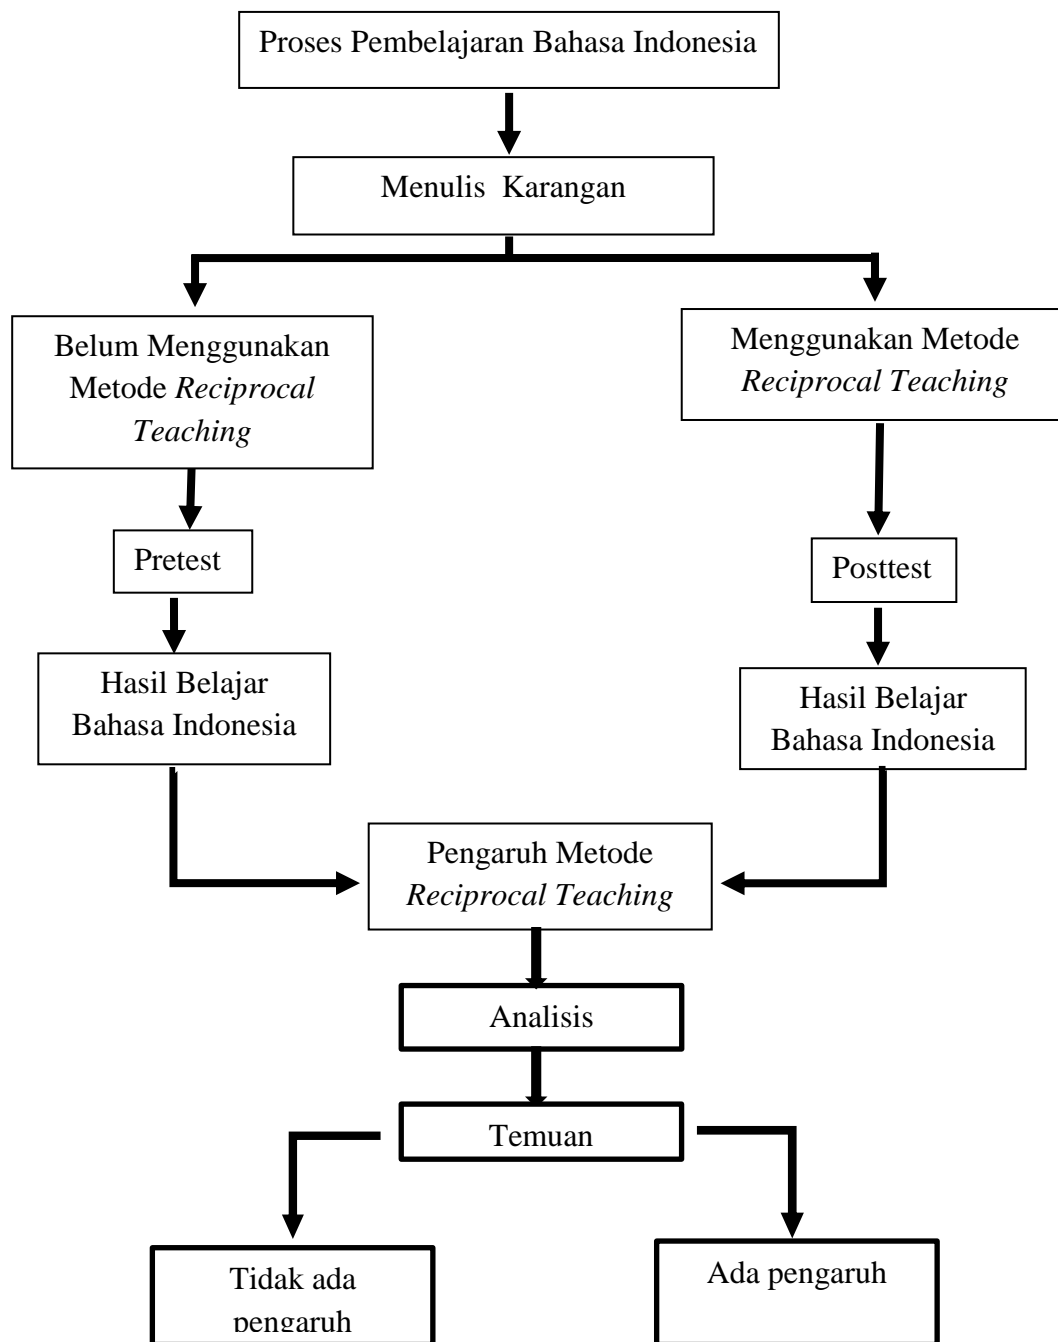 Proses Pembelajaran Bahasa Indonesia
Menulis  Karangan
Belum Menggunakan
Metode Reciprocal
Teaching
Menggunakan Metode
Reciprocal Teaching
Pretest
Posttest
Hasil Belajar
Bahasa Indonesia
Hasil Belajar
Bahasa Indonesia
Pengaruh Metode
Reciprocal Teaching
Analisis
Temuan
Tidak ada
pengaruh
Ada pengaruh